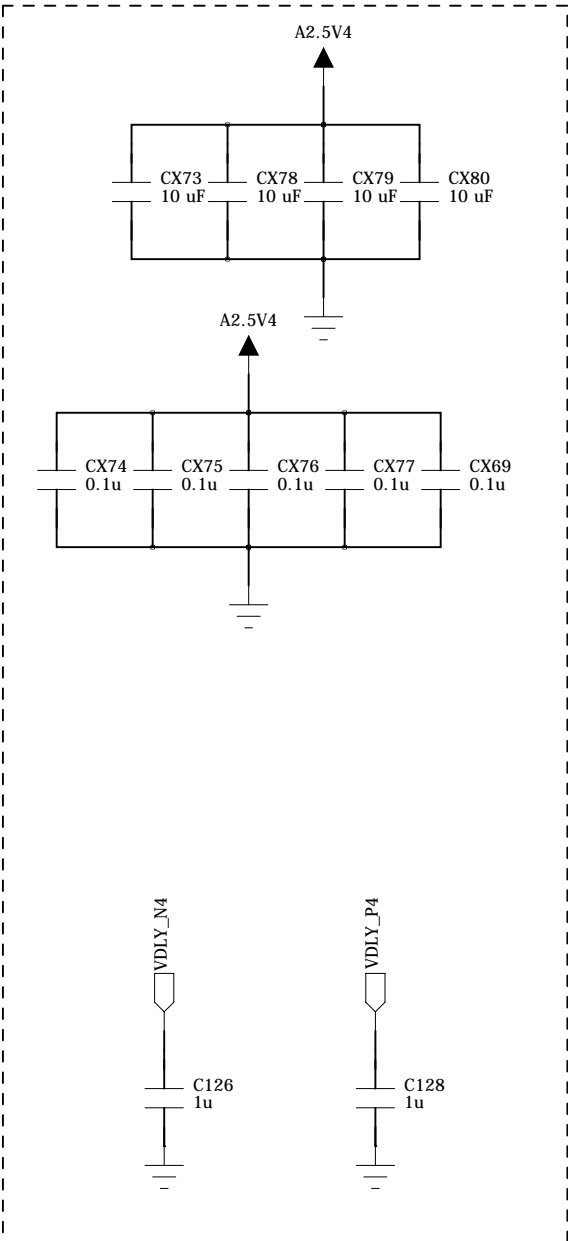 A2.5V4
CX73 CX78 CX79 CX80
10 uF 10 uF 10 uF 10 uF
A2.5V4
CX74 CX75 CX76 CX77 CX69
0.1u 0.1u 0.1u 0.1u 0.1u
VDLY_N4 VDLY_P4
C126 C128
1u 1u